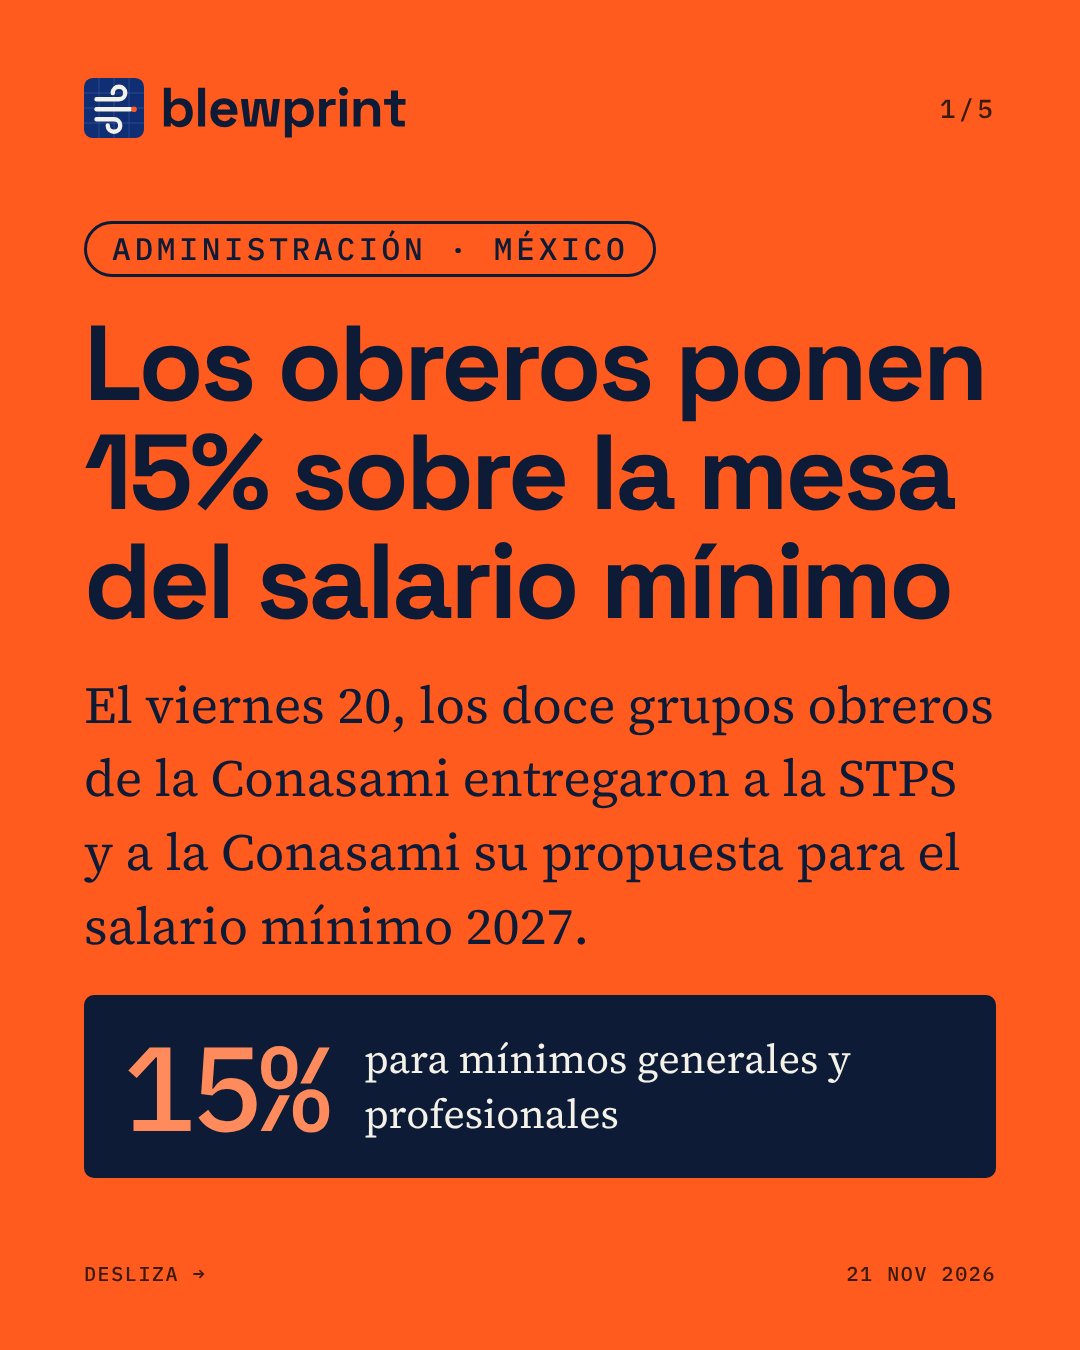 blewprint
1/5
ADMINISTRACIÓN · MÉXICO
Los obreros ponen
15% sobre la mesa
del salario mínimo
El viernes 20, los doce grupos obreros
de la Conasami entregaron a la STPS
y a la Conasami su propuesta para el
salario mínimo 2027.
15%
para mínimos generales y
profesionales
DESLIZA →
21 NOV 2026